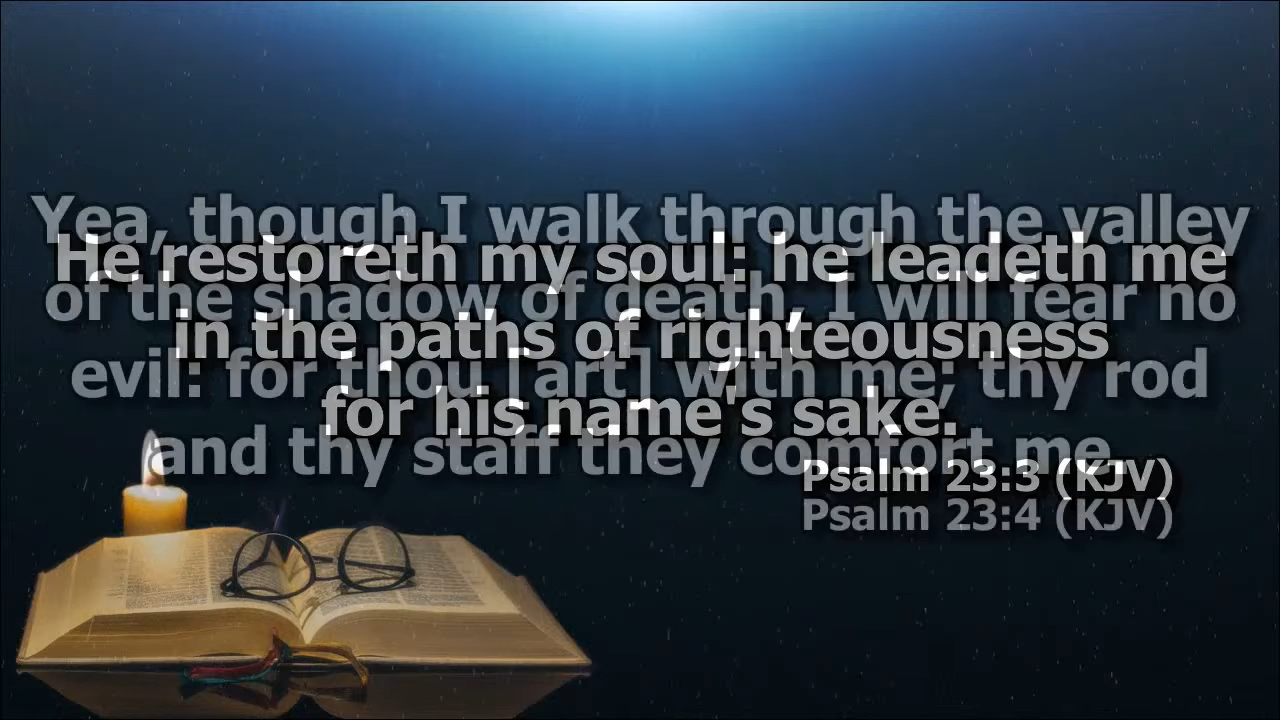 He restoreth my soul: he leadeth me
in the paths of righteousness
for his name's sake.
Psalm 23:3 (KJV)
Yea, though I walk through the valley
of the shadow of death, I will fear no
evil: for thou [art] with me; thy rod
and thy staff they comfort me.
Psalm 23:4 (KJV)